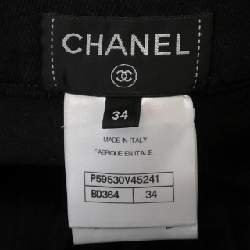 CHANEL
34
MADE IN ITALY
FABRIQUE EN ITALIE
P59530V45241
B0364 34